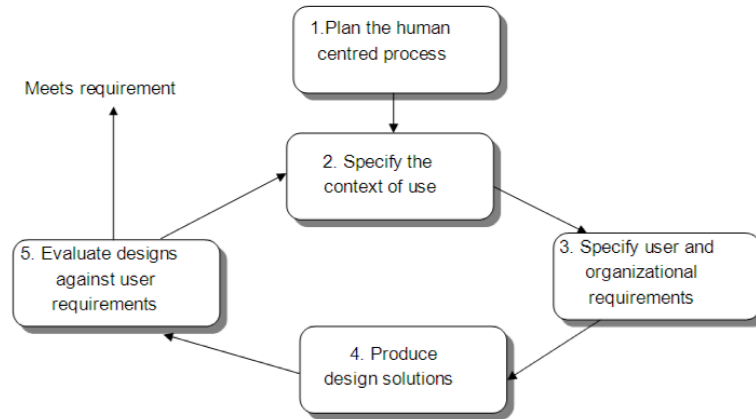 1.Plan the human
centred process
Meets requirement
2. Specify the
context of use
5. Evaluate designs
against user
requirements
3. Specify user and
organizational
requirements
4. Produce
design solutions